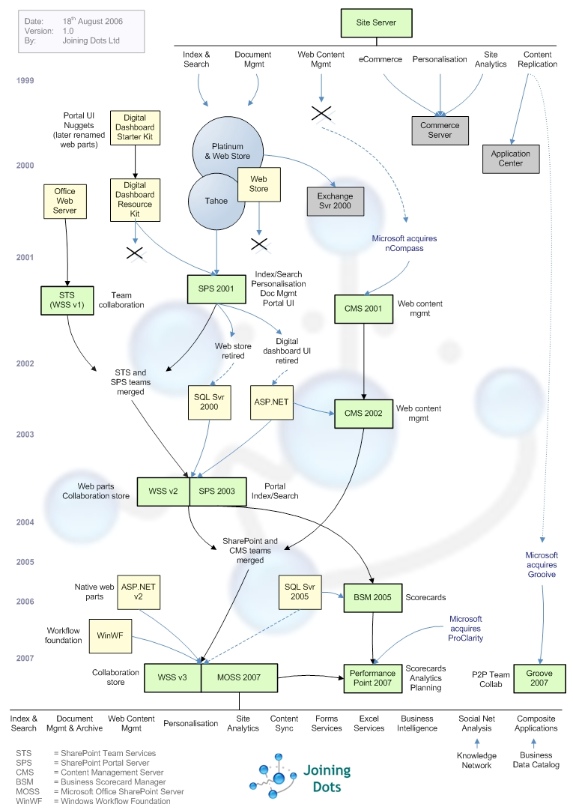 Date: 18th August 2006
Version: 1.0
By: Joining Dots Ltd
Site Server
Index &
Search
Document
Mgmt
Web Content
Mgmt
eCommerce
Personalisation
Site
Analytics
Content
Replication
1999
Portal UI
Nuggets
(later renamed
web parts)
Digital
Dashboard
Starter Kit
Commerce
Server
Application
Center
Platinum
& Web Store
2000
Office
Web
Server
Digital
Dashboard
Resource
Kit
Tahoe
Web
Store
Exchange
Svr 2000
Microsoft acquires
nCompass
2001
STS
(WSS v1)
Team
collaboration
SPS 2001
Index/Search
Personalisation
Doc Mgmt
Portal UI
CMS 2001
Web content
mgmt
Web store
retired
Digital
dashboard UI
retired
2002
STS and
SPS teams
merged
SQL Svr
2000
ASP.NET
CMS 2002
Web content
mgmt
2003
Web parts
Collaboration store
WSS v2
SPS 2003
Portal
Index/Search
2004
SharePoint and
CMS teams
merged
2005
Microsoft
acquires
Groove
Native web
parts
ASP.NET
v2
SQL Svr
2005
BSM 2005
Scorecards
2006
Workflow
foundation
WinWF
Microsoft
acquires
ProClarity
2007
Collaboration
store
WSS v3
MOSS 2007
Performance
Point 2007
Scorecards
Analytics
Planning
P2P Team
Collab
Groove
2007
Index &
Search
Document
Mgmt & Archive
Web Content
Mgmt
Personalisation
Site
Analytics
Content
Sync
Forms
Services
Excel
Services
Business
Intelligence
Social Net
Analysis
Composite
Applications
Knowledge
Network
Business
Data Catalog
STS = SharePoint Team Services
SPS = SharePoint Portal Server
CMS = Content Management Server
BSM = Business Scorecard Manager
MOSS = Microsoft Office SharePoint Server
WinWF = Windows Workflow Foundation
Joining
Dots